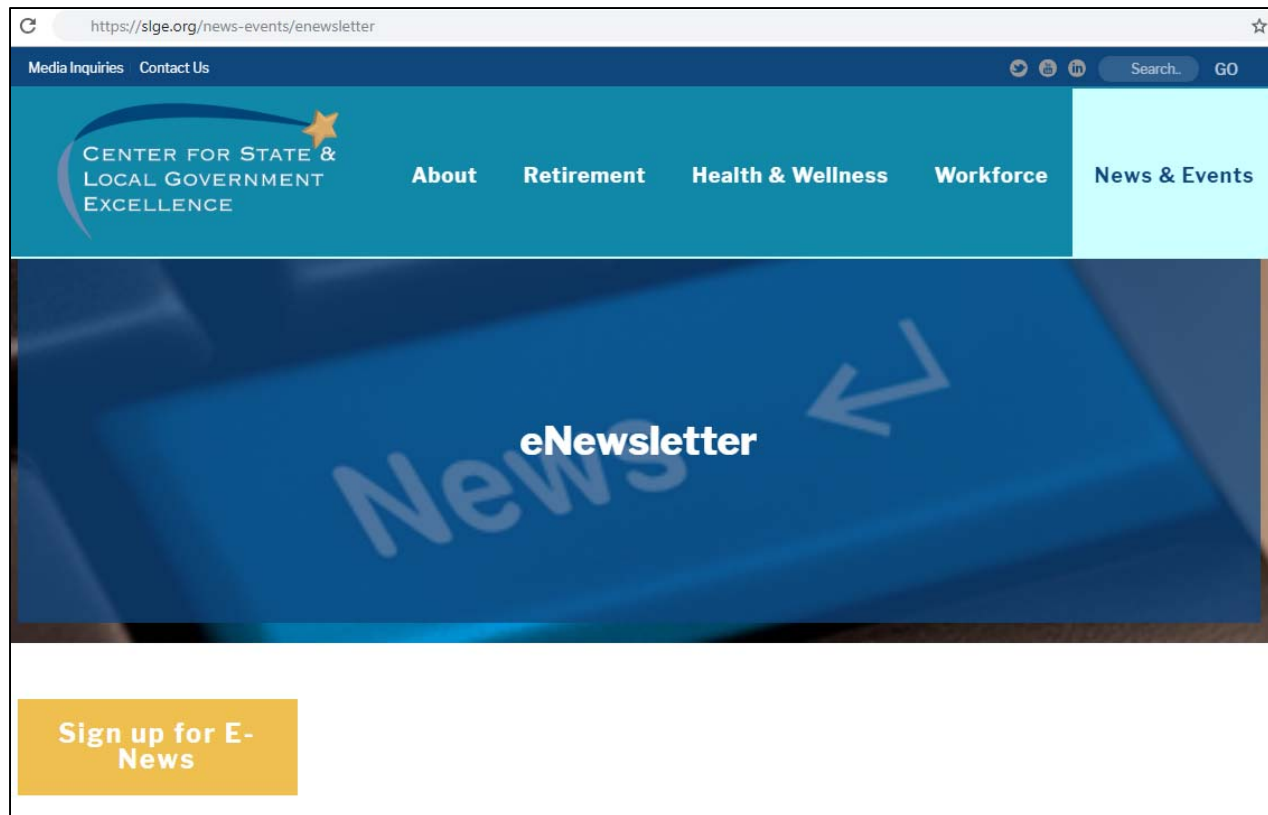 https://slge.org/news-events/enewsletter
Media Inquiries Contact Us
Search.. GO
CENTER FOR STATE &
LOCAL GOVERNMENT
EXCELLENCE
About Retirement Health & Wellness Workforce News & Events
News
eNewsletter
Sign up for E-
News